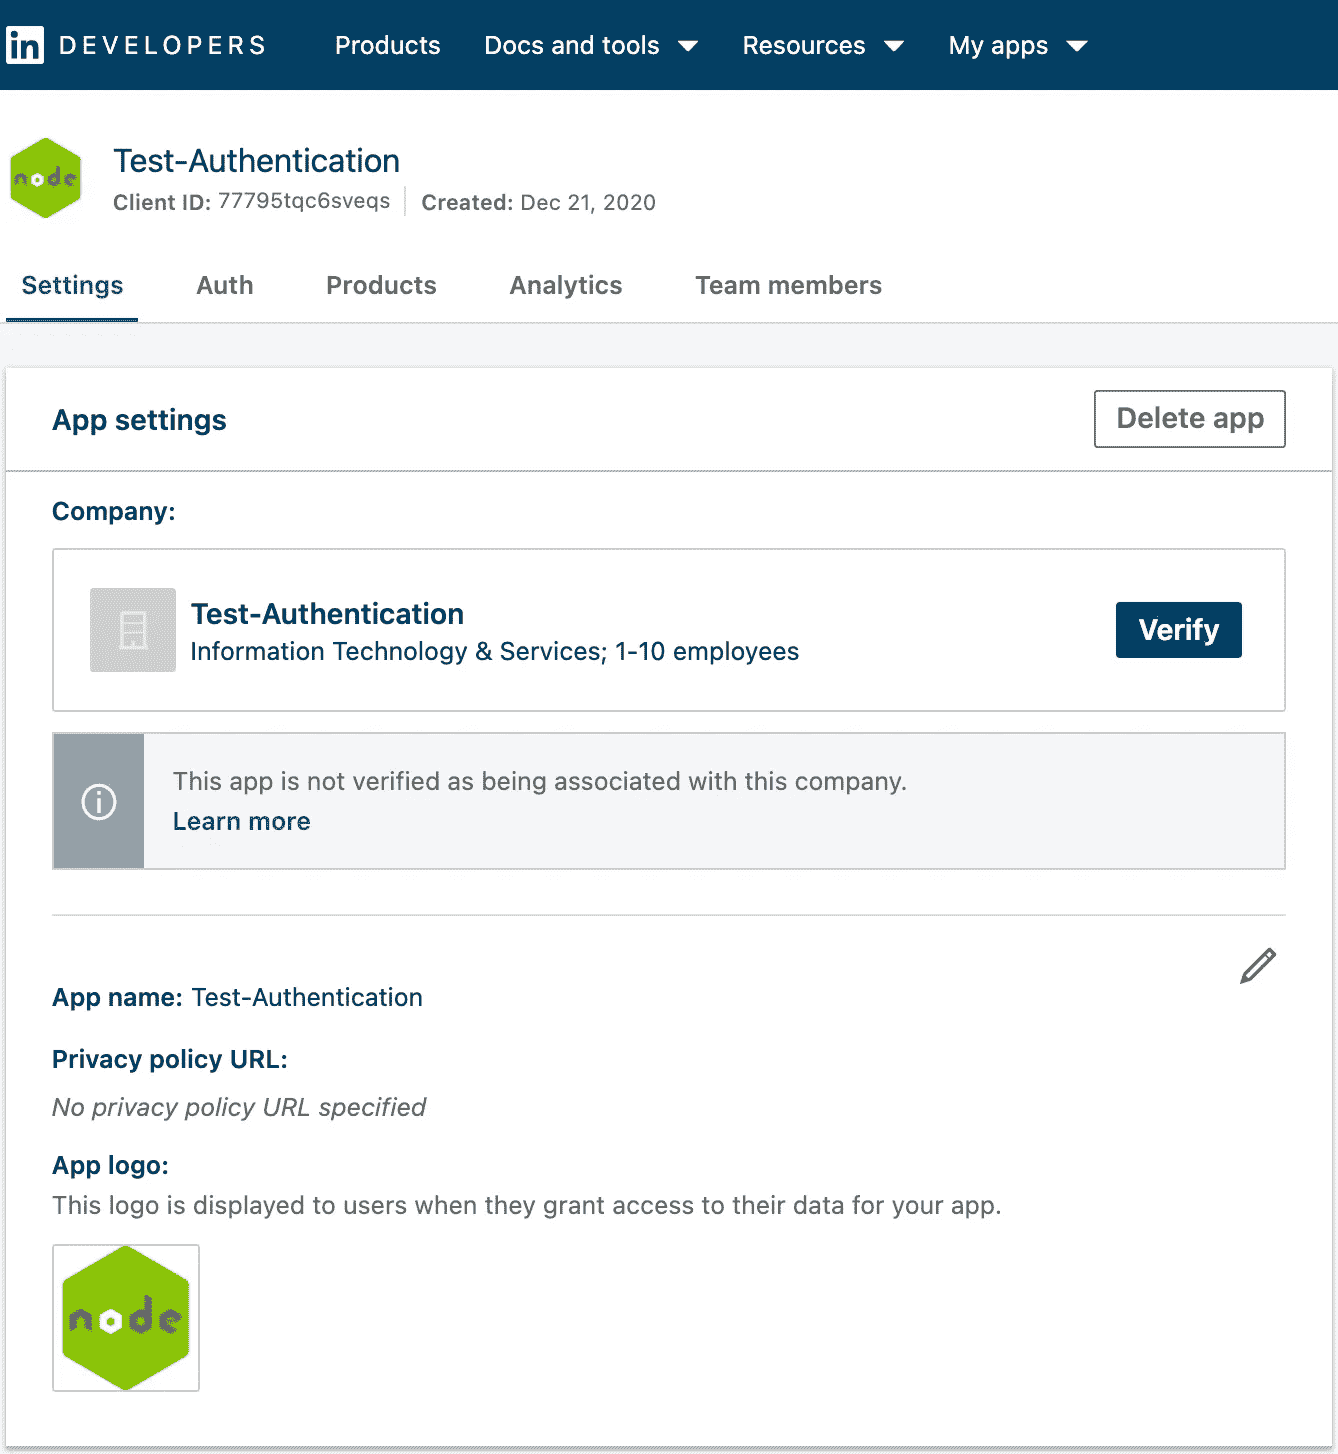 in DEVELOPERS Products Docs and tools Resources My apps
node
Test-Authentication
Client ID: 77795tqc6sveqs Created: Dec 21, 2020
Settings Auth Products Analytics Team members
App settings Delete app
Company:
Test-Authentication
Information Technology & Services; 1-10 employees
Verify
This app is not verified as being associated with this company.
Learn more
App name: Test-Authentication
Privacy policy URL:
No privacy policy URL specified
App logo:
This logo is displayed to users when they grant access to their data for your app.
node